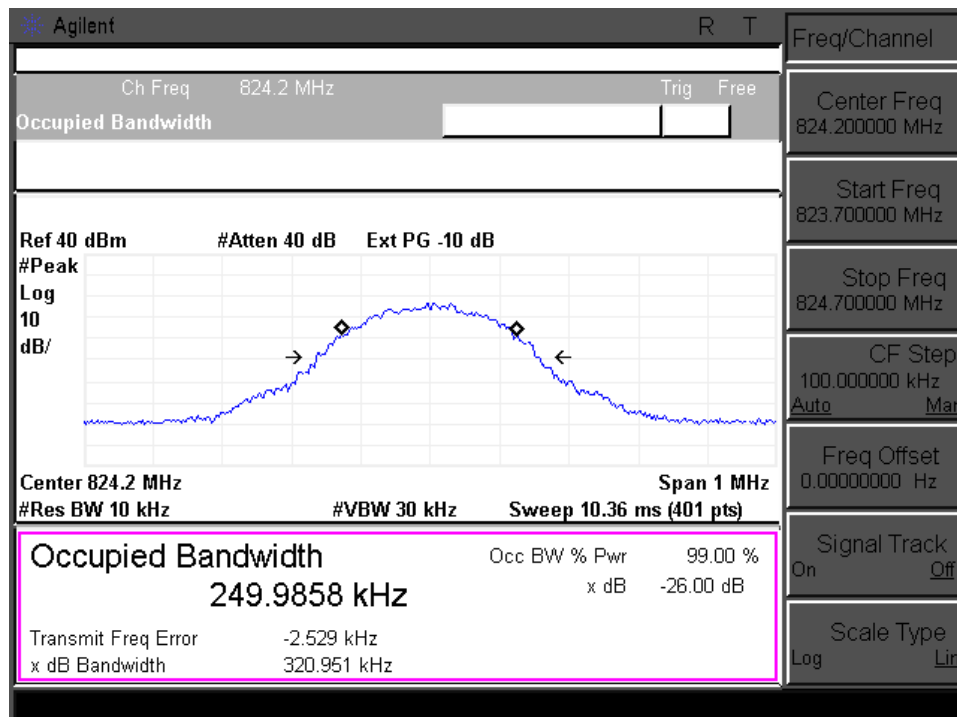 Agilent R T
Freq/Channel
Ch Freq 824.2 MHz Trig Free
Occupied Bandwidth
Center Freq
824.200000 MHz
Start Freq
823.700000 MHz
Stop Freq
824.700000 MHz
CF Step
100.000000 kHz
Auto Man
Freq Offset
0.00000000 Hz
Signal Track
On Off
Scale Type
Log Lin
Ref 40 dBm #Atten 40 dB Ext PG -10 dB
#Peak
Log
10
dB/
Center 824.2 MHz Span 1 MHz
#Res BW 10 kHz #VBW 30 kHz Sweep 10.36 ms (401 pts)
Occupied Bandwidth
249.9858 kHz
Occ BW % Pwr 99.00 %
x dB -26.00 dB
Transmit Freq Error -2.529 kHz
x dB Bandwidth 320.951 kHz